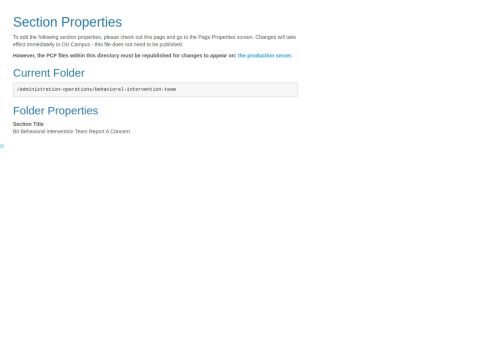 Section Properties
To edit the following section properties, please check out this page and go to the Page Properties screen. Changes will take
effect immediately in OU Campus - this file does not need to be published.
However, the PCF files within this directory must be republished for changes to appear on: the production server.
Current Folder
/administration-operations/behavioral-intervention-team
Folder Properties
Section Title
Bit Behavioral Intervention Team Report A Concern